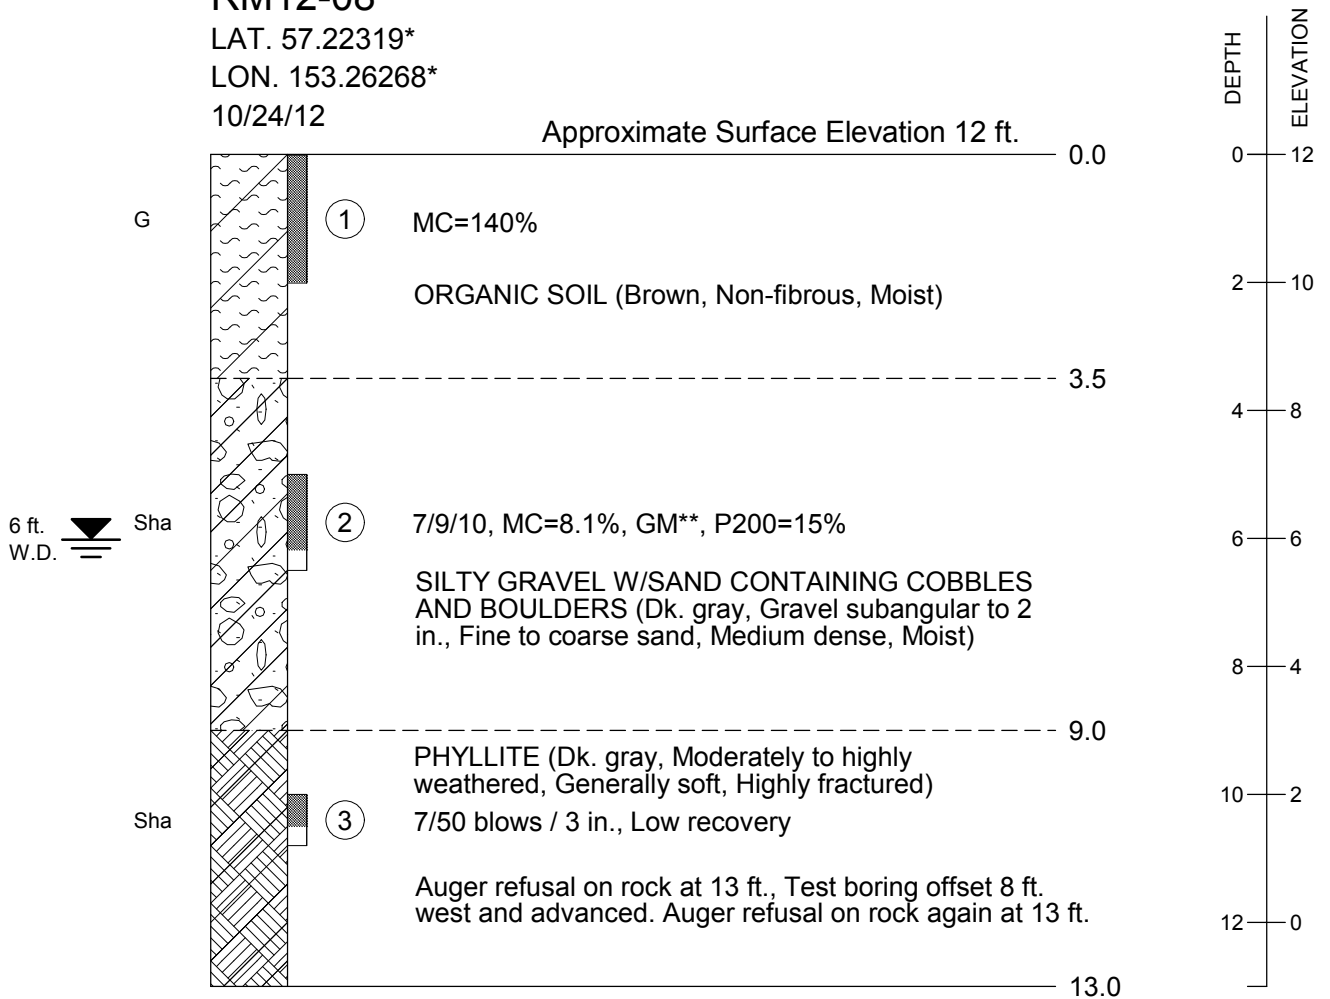 RM12-08
LAT. 57.22319*
LON. 153.26268*
10/24/12
Approximate Surface Elevation 12 ft.
DEPTH
ELEVATION
0.0
0
12
G
1
MC=140%
ORGANIC SOIL (Brown, Non-fibrous, Moist)
2
10
3.5
4
8
6 ft.
W.D.
Sha
2
7/9/10, MC=8.1%, GM**, P200=15%
6
6
SILTY GRAVEL W/SAND CONTAINING COBBLES
AND BOULDERS (Dk. gray, Gravel subangular to 2
in., Fine to coarse sand, Medium dense, Moist)
8
4
9.0
PHYLLITE (Dk. gray, Moderately to highly
weathered, Generally soft, Highly fractured)
10
2
Sha
3
7/50 blows / 3 in., Low recovery
Auger refusal on rock at 13 ft., Test boring offset 8 ft.
west and advanced. Auger refusal on rock again at 13 ft.
12
0
13.0